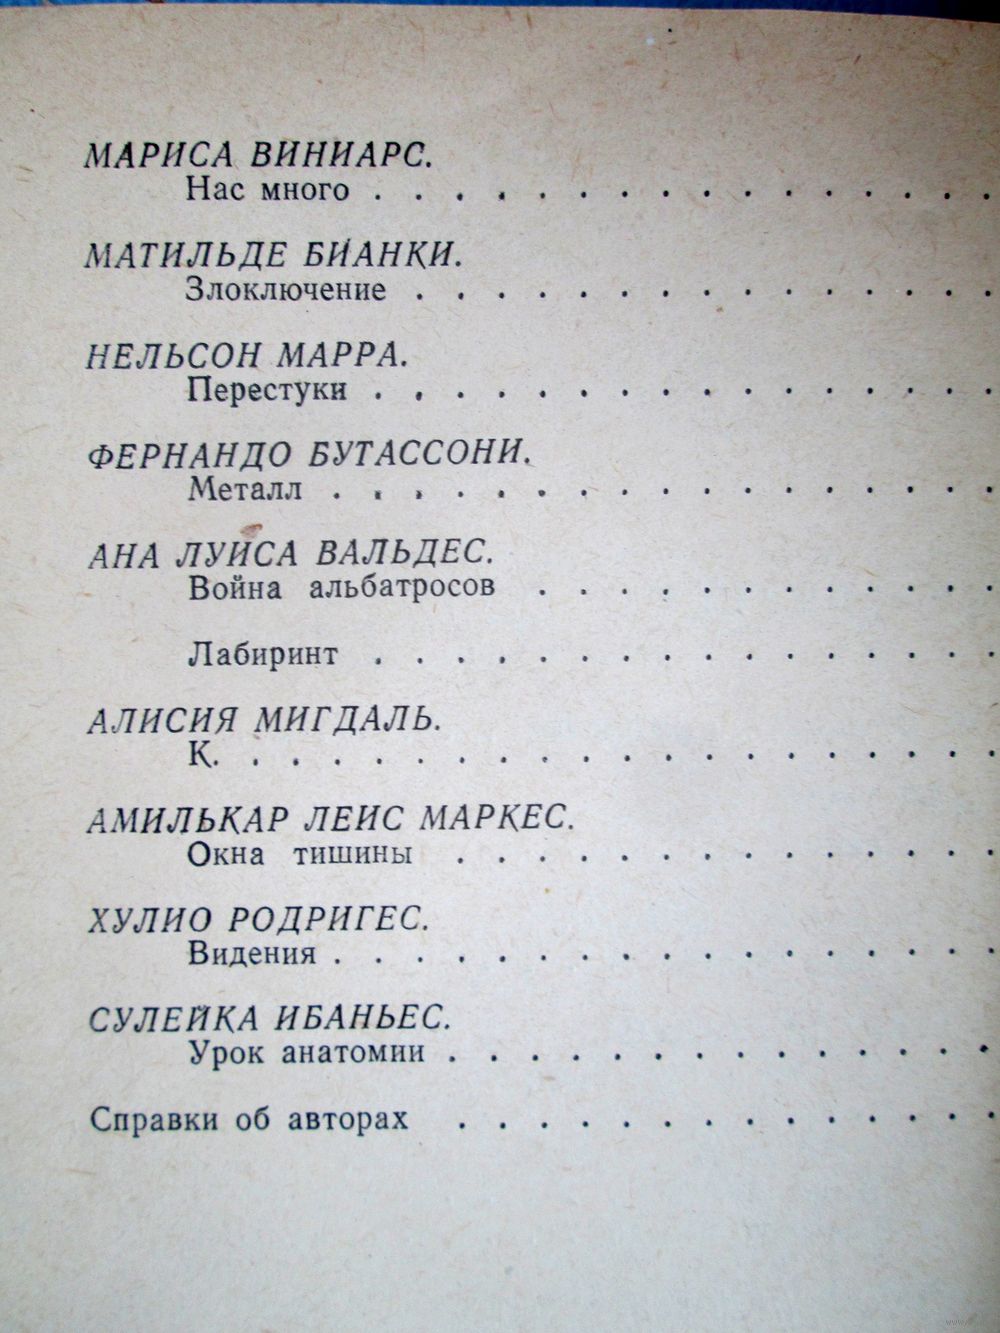 МАРИСА ВИНИАРС.
Нас много . . . . . . . . . . . . . . . .
МАТИЛЬДЕ БИАНКИ.
Злоключение . . . . . . . . . . . . . . .
НЕЛЬСОН МАРРА.
Перестуки . . . . . . . . . . . . . . . .
ФЕРНАНДО БУТАССОНИ.
Металл . . . . . . . . . . . . . . . . .
АНА ЛУИСА ВАЛЬДЕС.
Война альбатросов . . . . . . . . . . . .
Лабиринт . . . . . . . . . . . . . . . .
АЛИСИЯ МИГДАЛЬ.
К. . . . . . . . . . . . . . . . . . . .
АМИЛЬКАР ЛЕИС МАРКЕС.
Окна тишины . . . . . . . . . . . . . .
ХУЛИО РОДРИГЕС.
Видения . . . . . . . . . . . . . . . . .
СУЛЕЙКА ИБАНЬЕС.
Урок анатомии . . . . . . . . . . . . . .
Справки об авторах . . . . . . . . . . . . . .